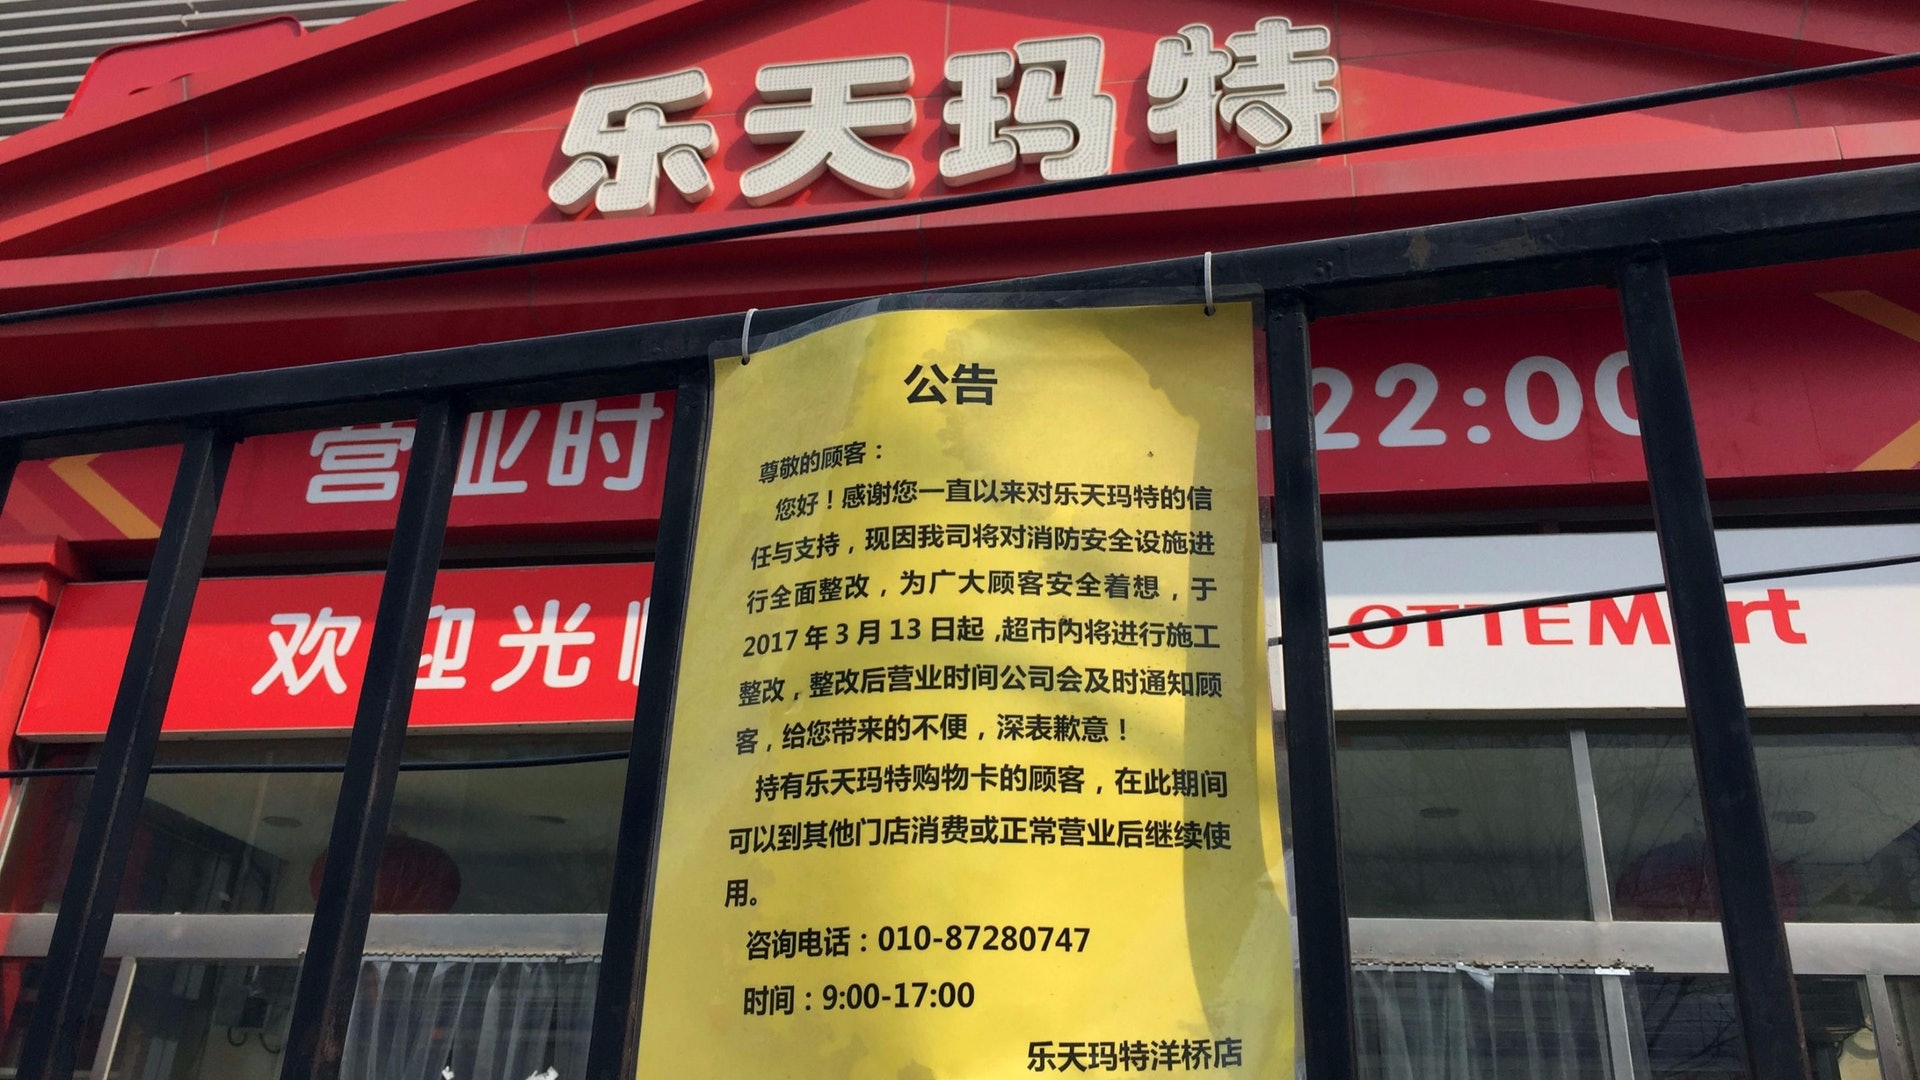 乐天玛特
营业时
22:00
欢迎光
LOTTE Mart
公告
尊敬的顾客：
您好！感谢您一直以来对乐天玛特的信
任与支持，现因我司将对消防安全设施进
行全面整改，为广大顾客安全着想，于
2017年3月13日起,超市内将进行施工
整改，整改后营业时间公司会及时通知顾
客，给您带来的不便，深表歉意！
持有乐天玛特购物卡的顾客，在此期间
可以到其他门店消费或正常营业后继续使
用。
咨询电话：010-87280747
时间：9:00-17:00
乐天玛特洋桥店